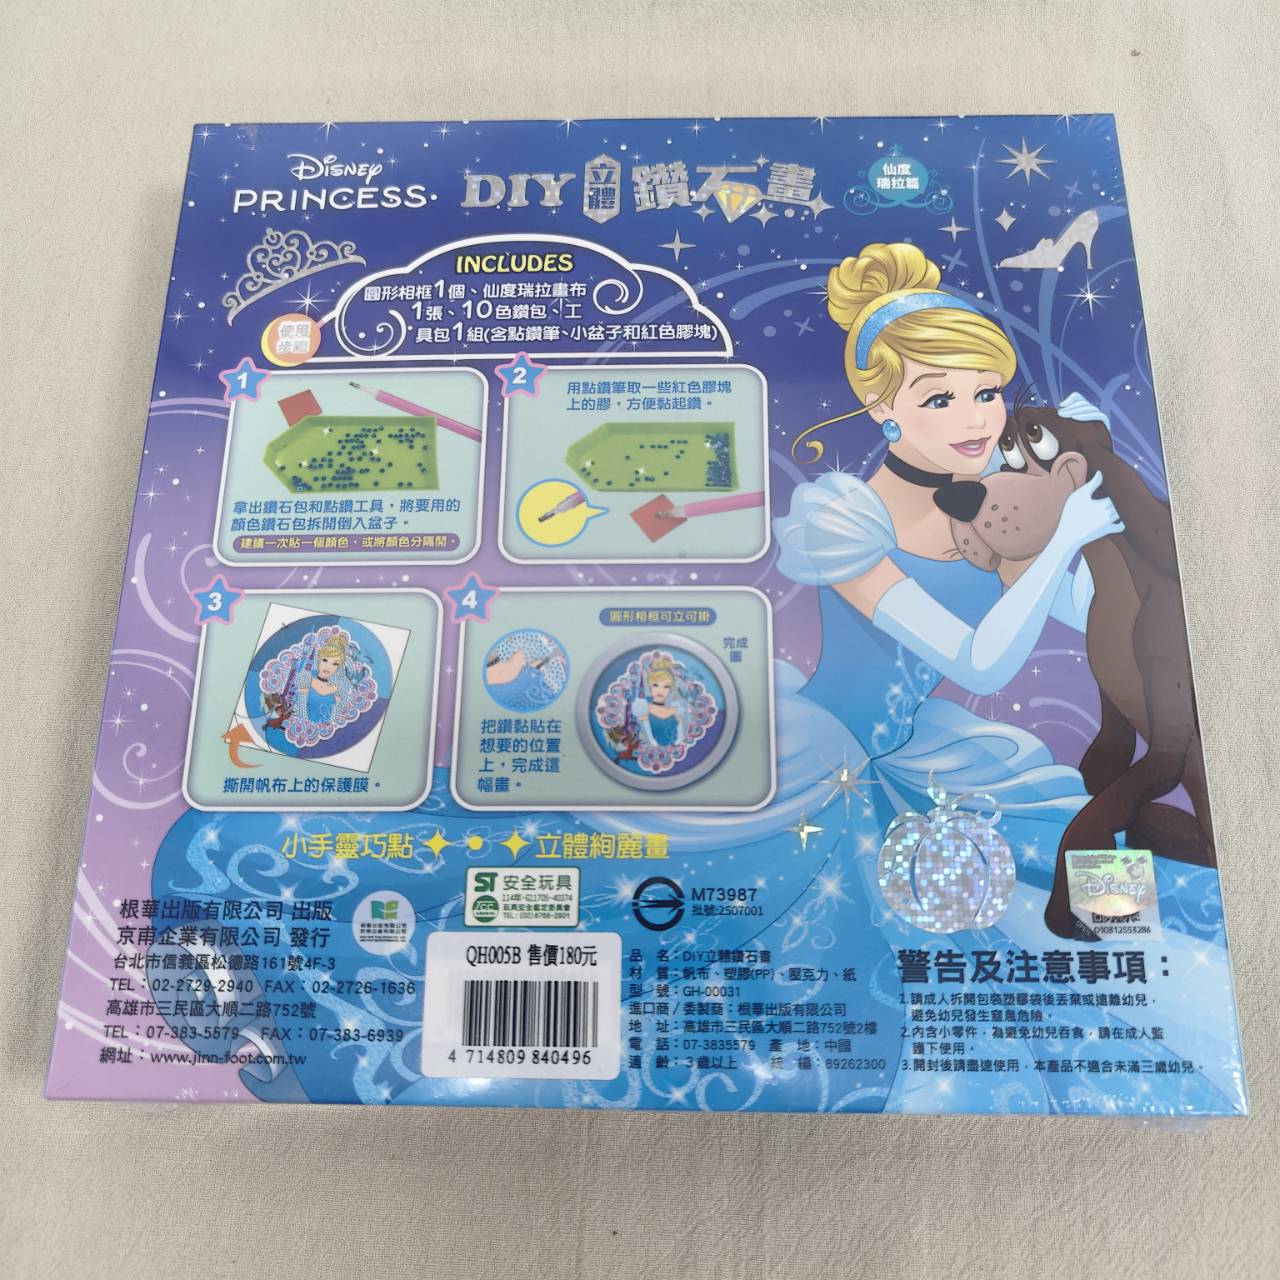 Disney
PRINCESS
DIY立體鑽石畫
仙度
瑞拉篇
INCLUDES
圓形相框1個、仙度瑞拉畫布
1張、10色鑽包、工
具包1組(含點鑽筆、小盆子和紅色膠塊)
使用
步驟
1
拿出鑽石包和點鑽工具，將要用的
顏色鑽石包拆開倒入盆子。
建議一次貼一個顏色，或將顏色分隔開。
2
用點鑽筆取一些紅色膠塊
上的膠，方便黏起鑽。
3
撕開帆布上的保護膜。
4
圓形相框可立可掛
完成
圖
把鑽黏貼在
想要的位置
上，完成這
幅畫。
小手靈巧點 立體絢麗畫
根華出版有限公司 出版
京甫企業有限公司 發行
台北市信義區松德路161號4F-3
TEL：02-2729-2940 FAX：02-2726-1636
高雄市三民區大順二路752號
TEL：07-383-5579 FAX：07-383-6939
網址：www.jinn-foot.com.tw
ST 安全玩具
玩具安全鑑定委員會
M73987
批號:2507001
QH005B 售價180元
4 714809 840496
品 名：DIY立體鑽石畫
材 質：帆布、塑膠(PP)、壓克力、紙
型 號：GH-00031
進口商/委製商：根華出版有限公司
地 址：高雄市三民區大順二路752號2樓
電 話：07-3835579 產 地：中國
適 齡：3歲以上 統 編：89262300
Disney
警告及注意事項：
1.請成人拆開包裝塑膠袋後丟棄或遠離幼兒，
避免幼兒發生窒息危險。
2.內含小零件，為避免幼兒吞食，請在成人監
護下使用。
3.開封後請盡速使用，本產品不適合未滿三歲幼兒。